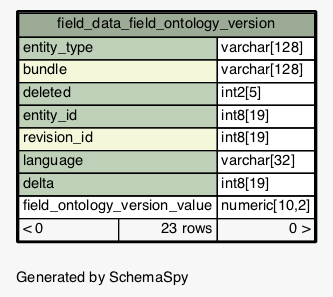 field_data_field_ontology_version
entity_type varchar[128]
bundle varchar[128]
deleted int2[5]
entity_id int8[19]
revision_id int8[19]
language varchar[32]
delta int8[19]
field_ontology_version_value numeric[10,2]
< 0 23 rows 0 >
Generated by SchemaSpy